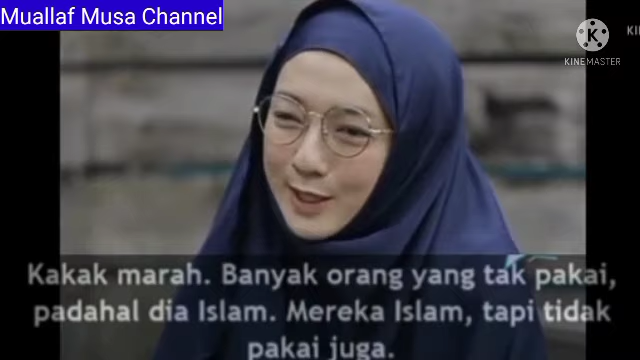 Muallaf Musa Channel
KINEMASTER
KI
Kakak marah. Banyak orang yang tak pakai,
padahal dia Islam. Mereka Islam, tapi tidak
pakai juga.